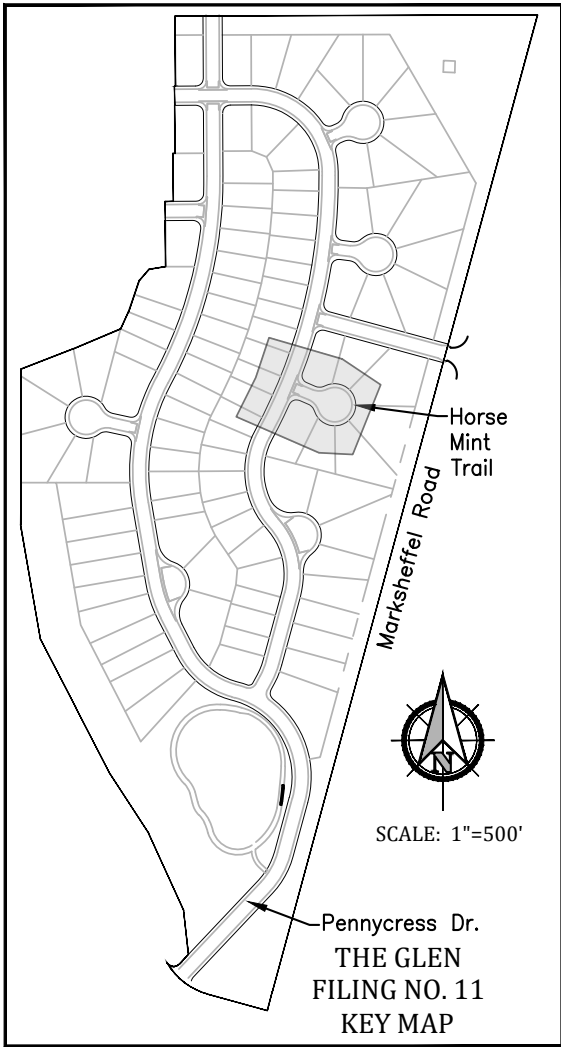 Horse
Mint
Trail
Marksheffel Road
N
SCALE: 1"=500'
Pennycress Dr.
THE GLEN
FILING NO. 11
KEY MAP